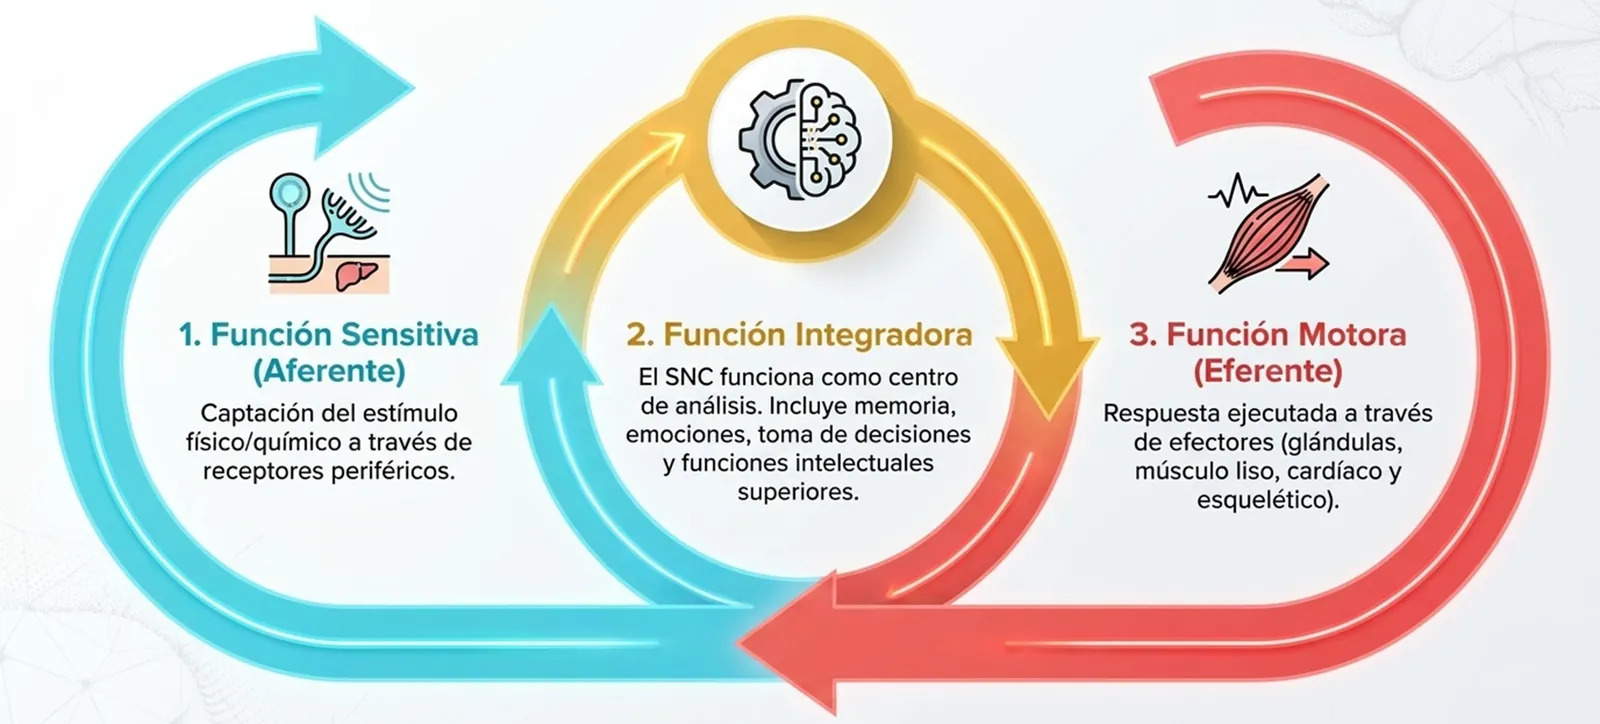 1. Función Sensitiva
(Aferente)
Captación del estímulo
físico/químico a través de
receptores periféricos.
2. Función Integradora
El SNC funciona como centro
de análisis. Incluye memoria,
emociones, toma de decisiones
y funciones intelectuales
superiores.
3. Función Motora
(Eferente)
Respuesta ejecutada a través
de efectores (glándulas,
músculo liso, cardíaco y
esquelético).